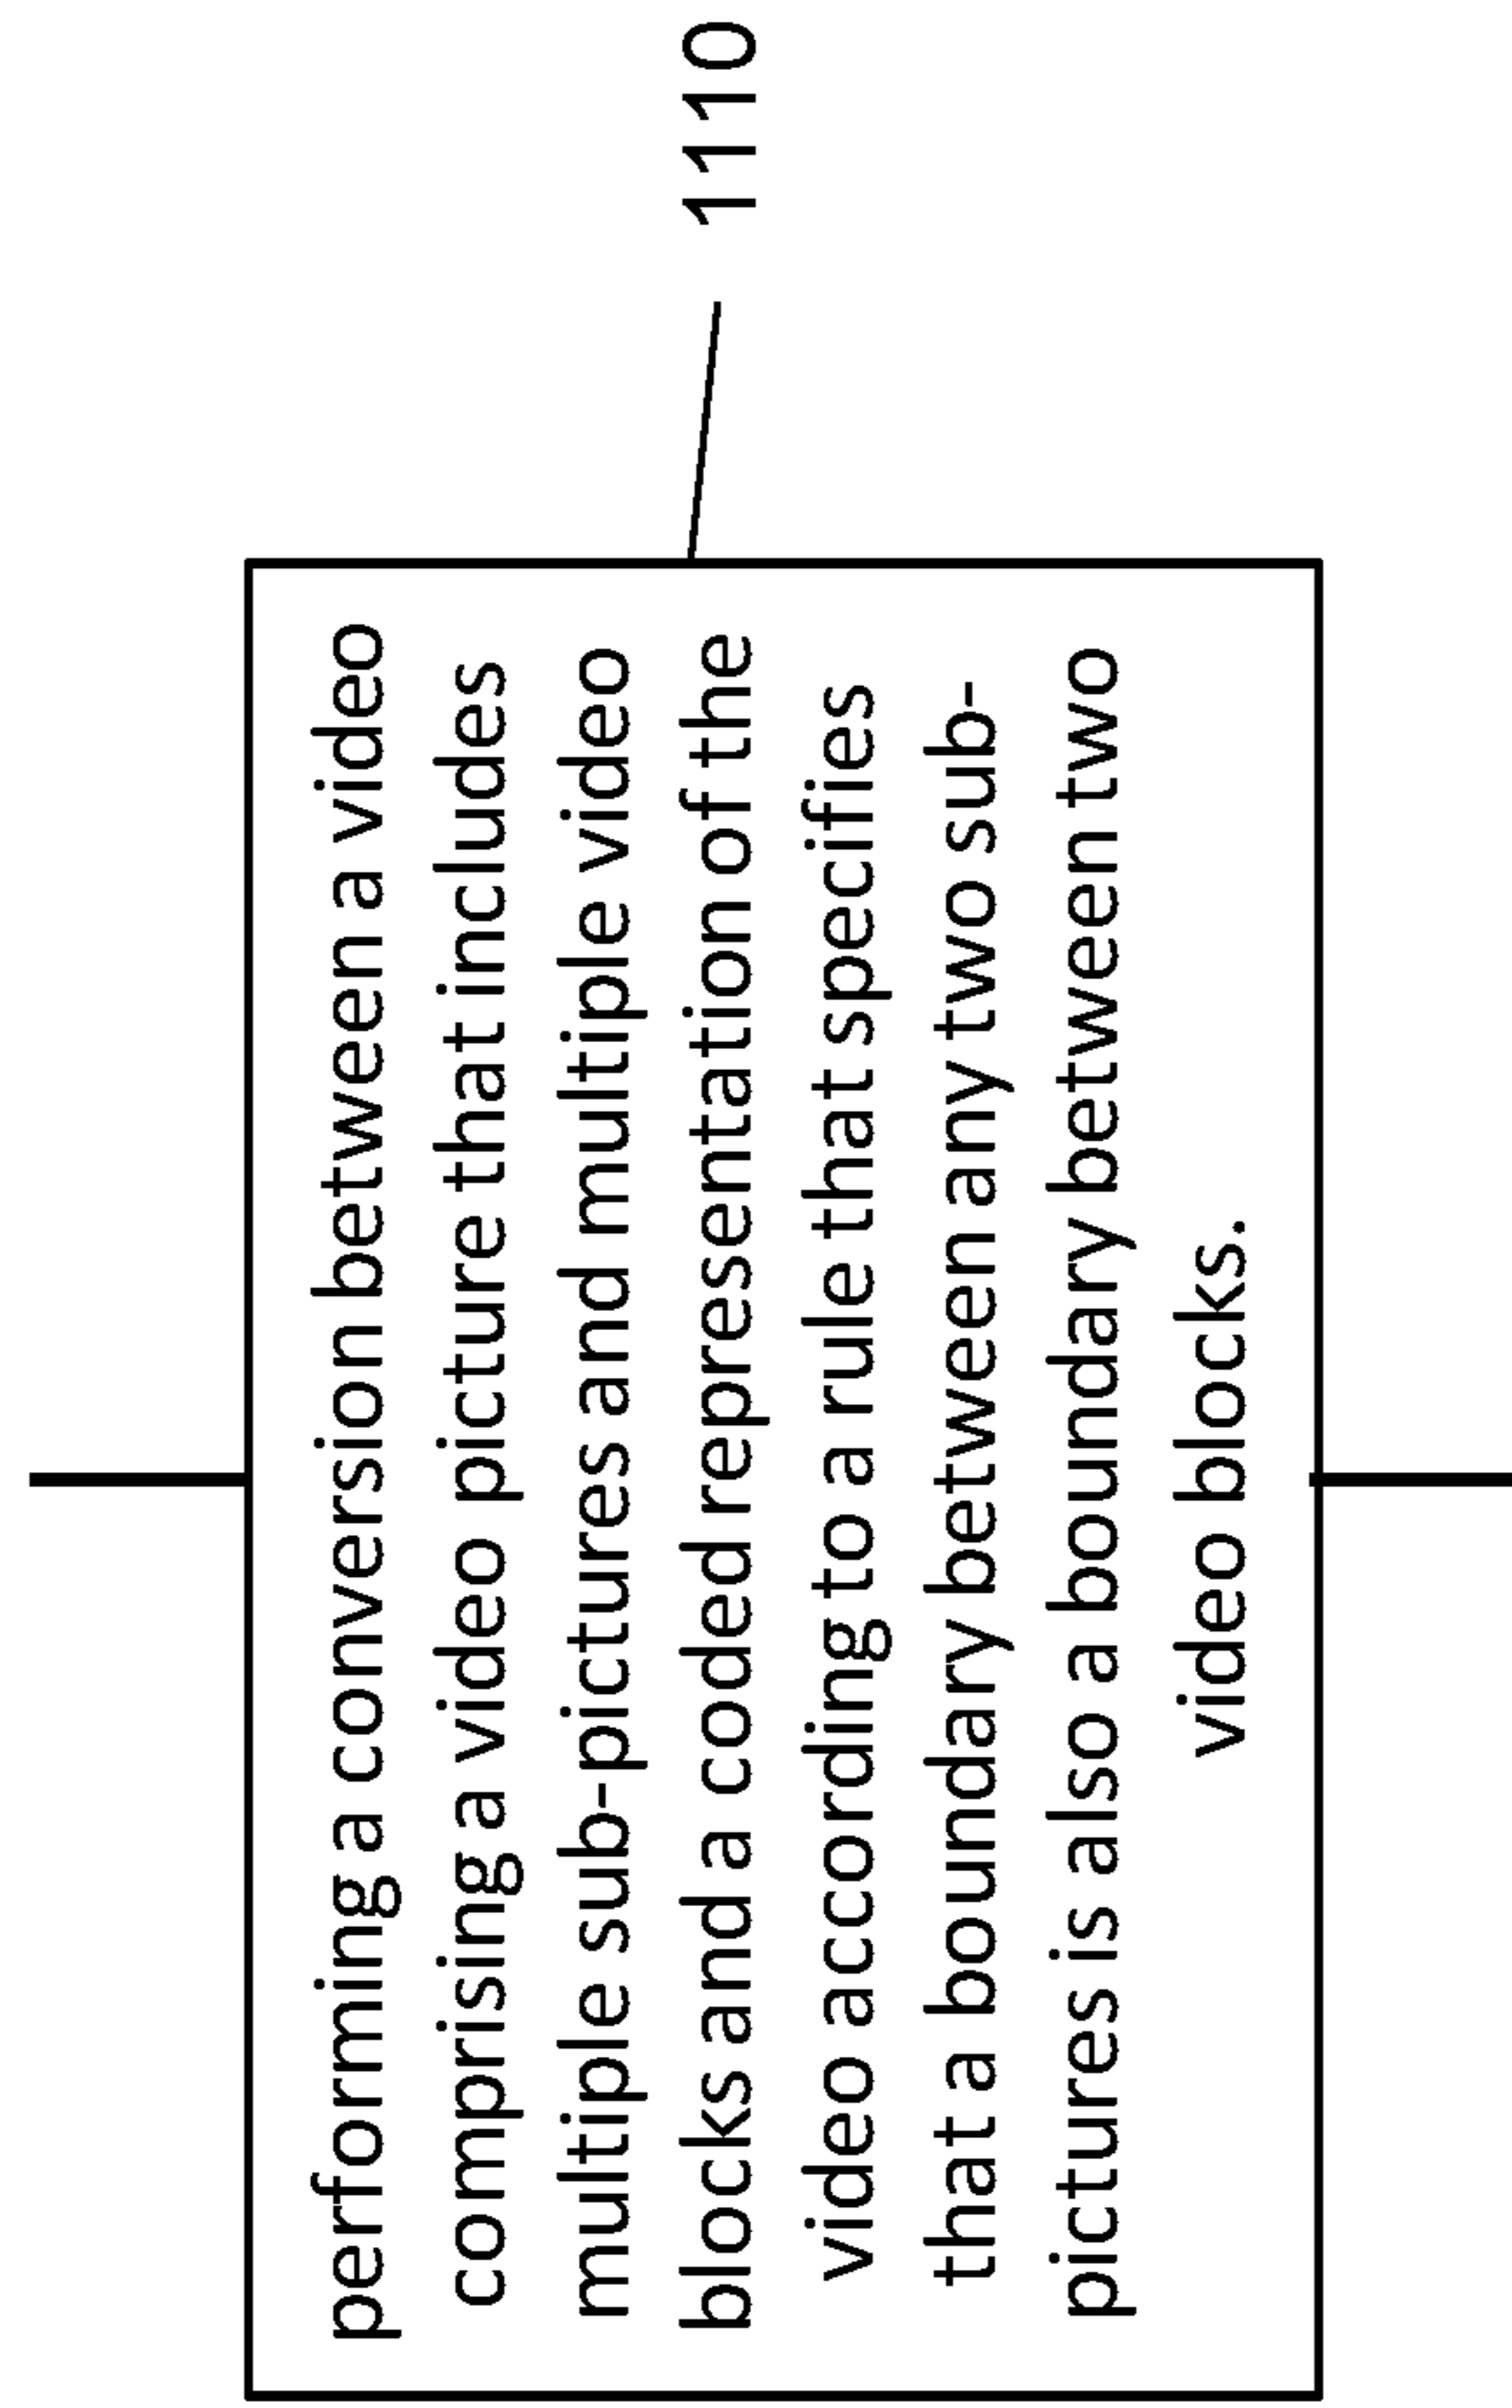 performing a conversion between a video
comprising a video picture that includes
multiple sub-pictures and multiple video
blocks and a coded representation of the
video according to a rule that specifies
that a boundary between any two sub-
pictures is also a boundary between two
video blocks.
1110